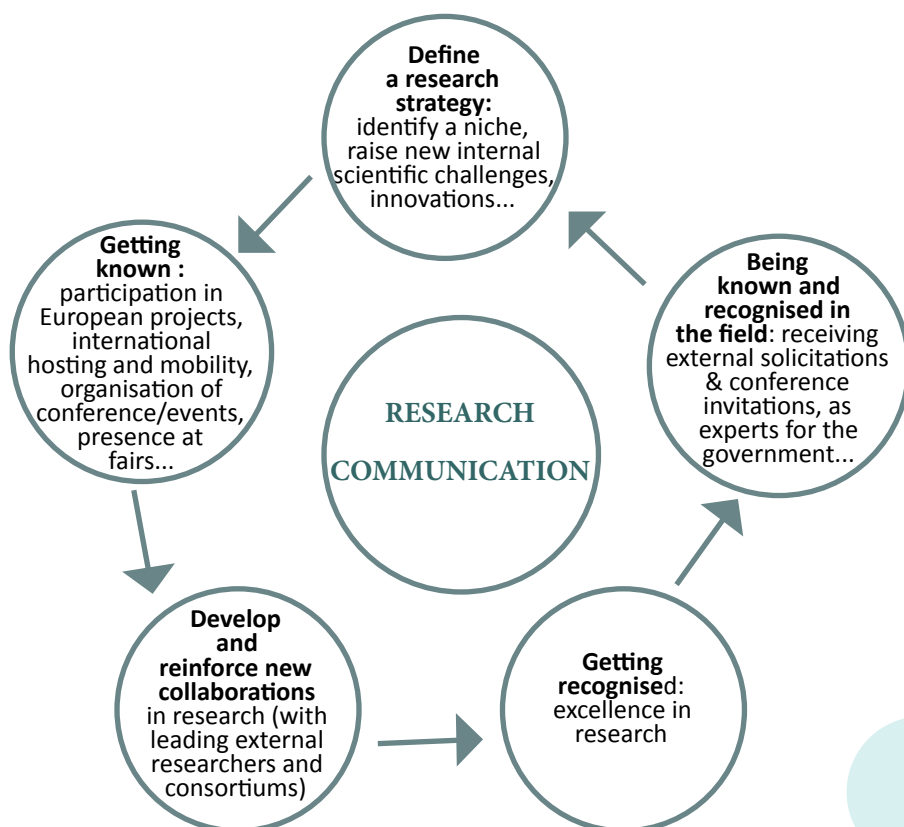 Define
a research
strategy:
identify a niche,
raise new internal
scientific challenges,
innovations...
Getting
known :
participation in
European projects,
international
hosting and mobility,
organisation of
conference/events,
presence at
fairs...
Develop
and
reinforce new
collaborations
in research (with
leading external
researchers and
consortiums)
Getting
recognised:
excellence in
research
Being
known and
recognised in
the field: receiving
external solicitations
& conference
invitations, as
experts for the
government...
RESEARCH
COMMUNICATION